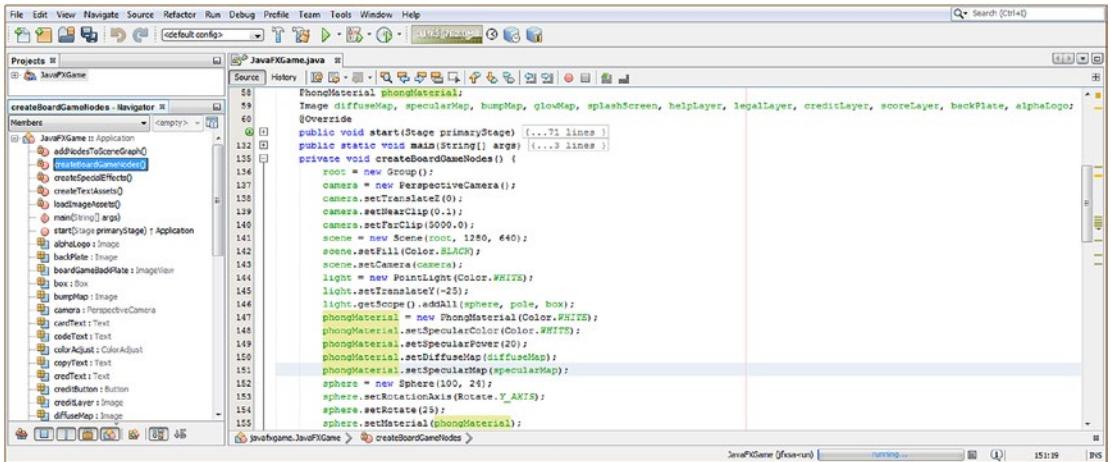 File Edit View Navigate Source Refactor Run Debug Profile Team Tools Window Help
Search (Ctrl+I)
<default config>
Projects
JavaFXGame
createBoardGameNodes - Navigator
Members <empty>
JavaFXGame :: Application
addNodesToSceneGraph()
createBoardGameNodes()
createSpecialEffects()
createTextAssets()
loadImageAssets()
main(String[] args)
start(Stage primaryStage) ↑ Application
alphaLogo : Image
backPlate : Image
boardGameBackPlate : ImageView
box : Box
bumpMap : Image
camera : PerspectiveCamera
cardText : Text
codeText : Text
colorAdjust : ColorAdjust
copyText : Text
credText : Text
creditButton : Button
creditLayer : Image
diffuseMap : Image
JavaFXGame.java
Source History
58 PhongMaterial phongMaterial;
59 Image diffuseMap, specularMap, bumpMap, glowMap, splashScreen, helpLayer, legalLayer, creditLayer, scoreLayer, backPlate, alphaLogo;
60 @Override
public void start(Stage primaryStage) {...71 lines }
132 public static void main(String[] args) {...3 lines }
135 private void createBoardGameNodes() {
136 root = new Group();
137 camera = new PerspectiveCamera();
138 camera.setTranslateZ(0);
139 camera.setNearClip(0.1);
140 camera.setFarClip(5000.0);
141 scene = new Scene(root, 1280, 640);
142 scene.setFill(Color.BLACK);
143 scene.setCamera(camera);
144 light = new PointLight(Color.WHITE);
145 light.setTranslateY(-25);
146 light.getScope().addAll(sphere, pole, box);
147 phongMaterial = new PhongMaterial(Color.WHITE);
148 phongMaterial.setSpecularColor(Color.WHITE);
149 phongMaterial.setSpecularPower(20);
150 phongMaterial.setDiffuseMap(diffuseMap);
151 phongMaterial.setSpecularMap(specularMap);
152 sphere = new Sphere(100, 24);
153 sphere.setRotationAxis(Rotate.Y_AXIS);
154 sphere.setRotate(25);
155 sphere.setMaterial(phongMaterial);
javafxgame.JavaFXGame > createBoardGameNodes >
JavaFXGame (jfxsa-run) running... 151:19 INS